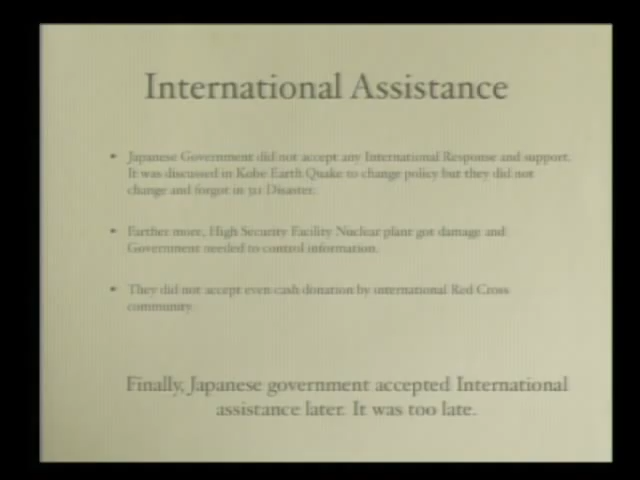 International Assistance
Japanese Government did not accept any International Response and support.
It was discussed in Kobe Earth Quake to change policy but they did not
change and forgot in 311 Disaster.
Farther more, High Security Facility Nuclear plant got damage and
Government needed to control information.
They did not accept even cash donation by international Red Cross
community.
Finally, Japanese government accepted International
assistance later. It was too late.